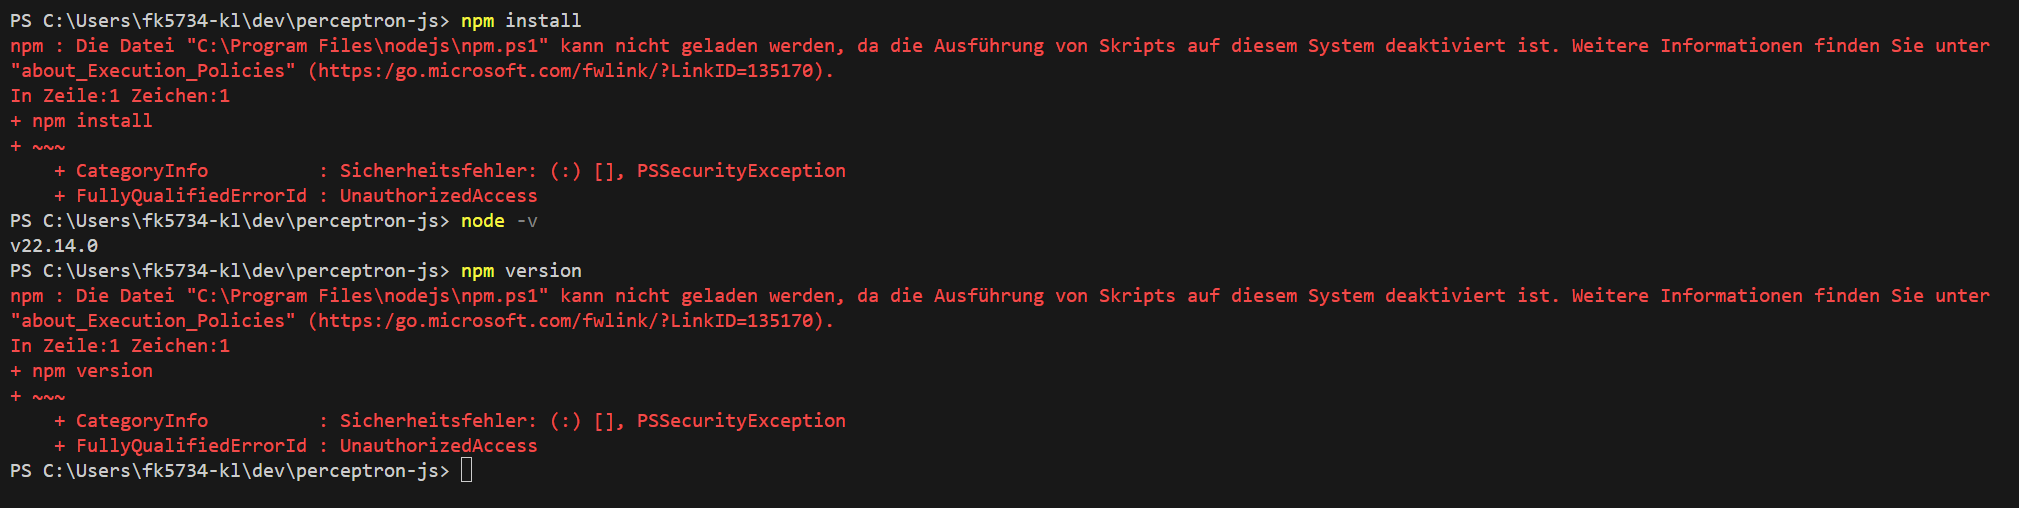 PS C:\Users\fk5734-kl\dev\perceptron-js> npm install
npm : Die Datei "C:\Program Files\nodejs\npm.ps1" kann nicht geladen werden, da die Ausführung von Skripts auf diesem System deaktiviert ist. Weitere Informationen finden Sie unter
"about_Execution_Policies" (https:/go.microsoft.com/fwlink/?LinkID=135170).
In Zeile:1 Zeichen:1
+ npm install
+ ~~~
    + CategoryInfo          : Sicherheitsfehler: (:) [], PSSecurityException
    + FullyQualifiedErrorId : UnauthorizedAccess
PS C:\Users\fk5734-kl\dev\perceptron-js> node -v
v22.14.0
PS C:\Users\fk5734-kl\dev\perceptron-js> npm version
npm : Die Datei "C:\Program Files\nodejs\npm.ps1" kann nicht geladen werden, da die Ausführung von Skripts auf diesem System deaktiviert ist. Weitere Informationen finden Sie unter
"about_Execution_Policies" (https:/go.microsoft.com/fwlink/?LinkID=135170).
In Zeile:1 Zeichen:1
+ npm version
+ ~~~
    + CategoryInfo          : Sicherheitsfehler: (:) [], PSSecurityException
    + FullyQualifiedErrorId : UnauthorizedAccess
PS C:\Users\fk5734-kl\dev\perceptron-js>